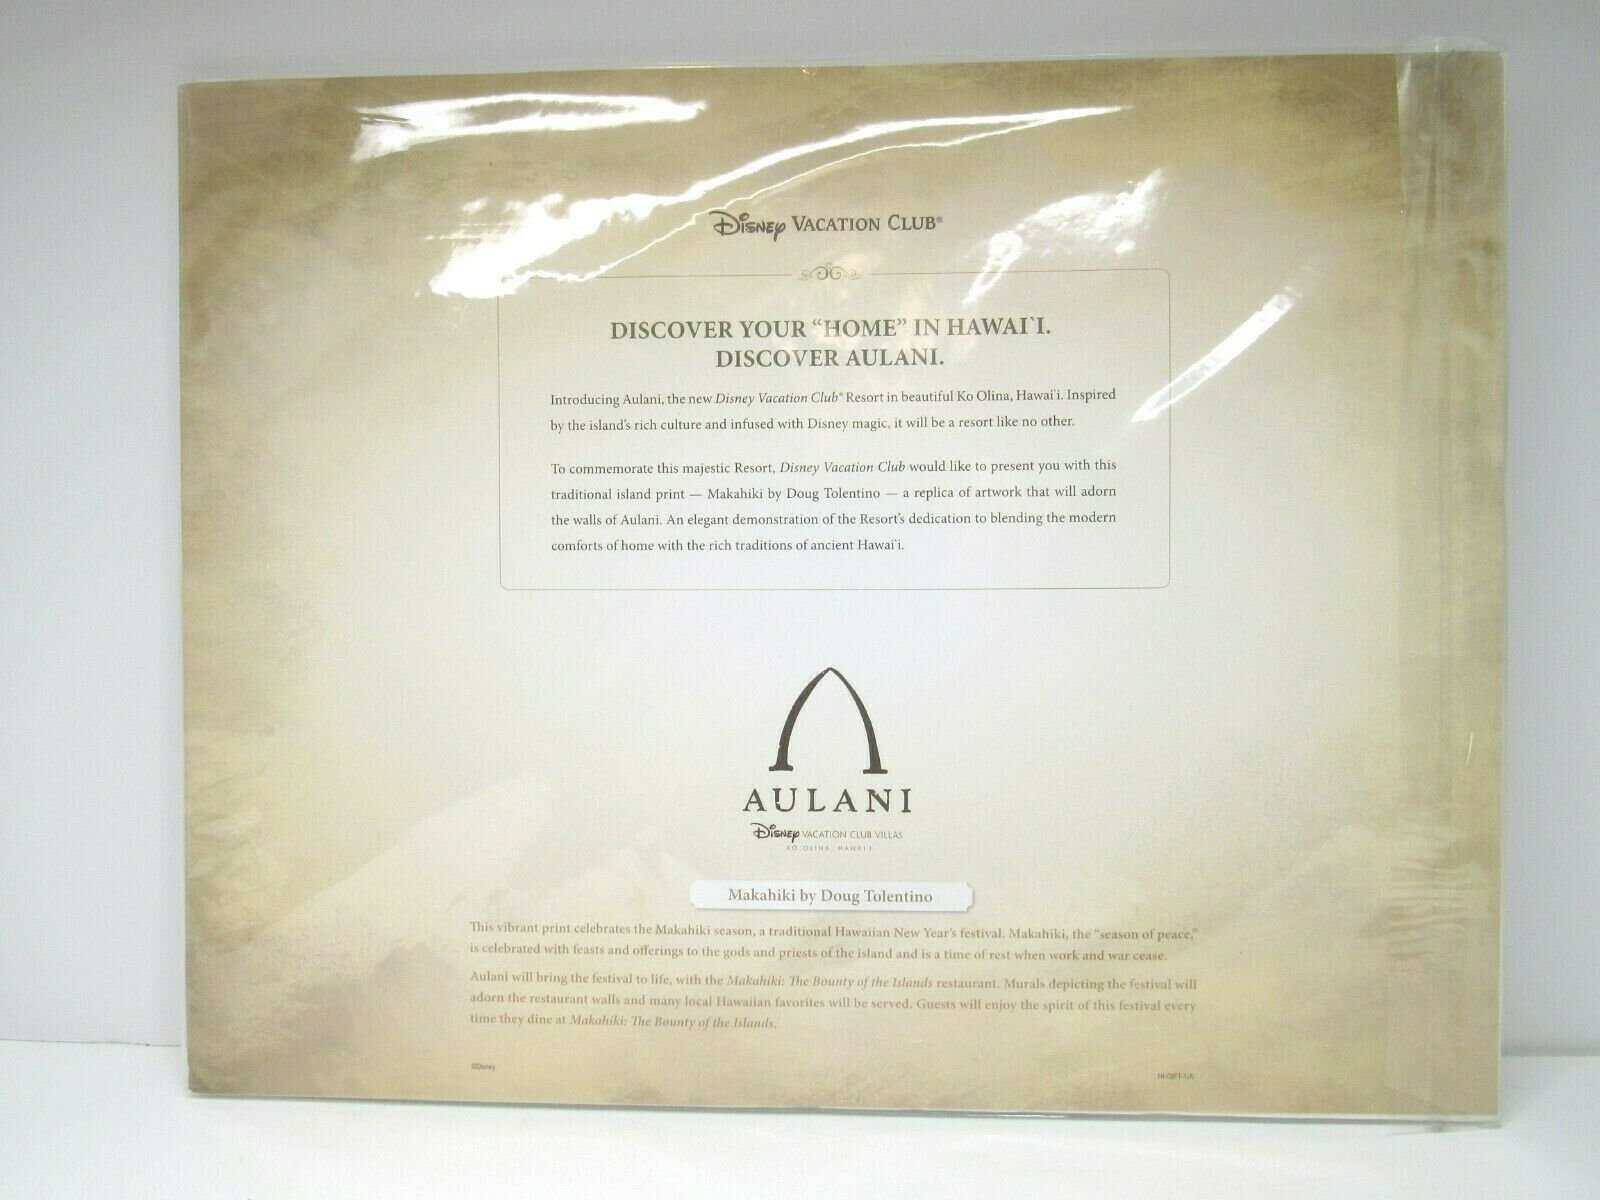 Disney VACATION CLUB®
DISCOVER YOUR “HOME” IN HAWAI`I.
DISCOVER AULANI.
Introducing Aulani, the new Disney Vacation Club® Resort in beautiful Ko Olina, Hawai`i. Inspired
by the island's rich culture and infused with Disney magic, it will be a resort like no other.
To commemorate this majestic Resort, Disney Vacation Club would like to present you with this
traditional island print — Makahiki by Doug Tolentino — a replica of artwork that will adorn
the walls of Aulani. An elegant demonstration of the Resort's dedication to blending the modern
comforts of home with the rich traditions of ancient Hawai`i.
AULANI
Disney VACATION CLUB VILLAS
KO OLINA, HAWAI`I
Makahiki by Doug Tolentino
This vibrant print celebrates the Makahiki season, a traditional Hawaiian New Year's festival. Makahiki, the “season of peace,”
is celebrated with feasts and offerings to the gods and priests of the island and is a time of rest when work and war cease.
Aulani will bring the festival to life, with the Makahiki: The Bounty of the Islands restaurant. Murals depicting the festival will
adorn the restaurant walls and many local Hawaiian favorites will be served. Guests will enjoy the spirit of this festival every
time they dine at Makahiki: The Bounty of the Islands.
©Disney
HI-GIFT-1-A